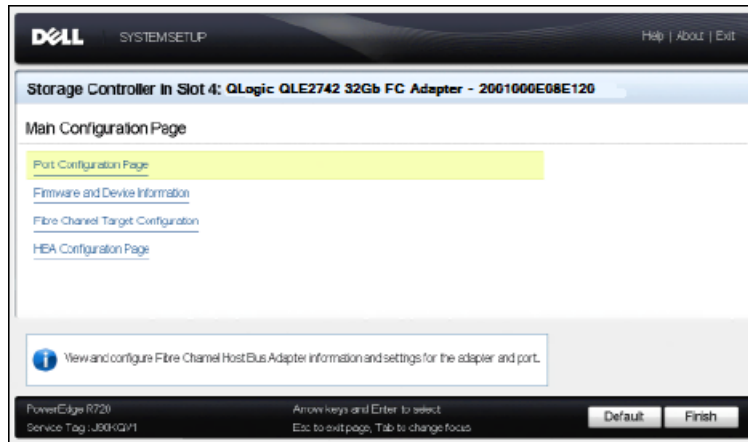 DELL SYSTEM SETUP
Help | About | Exit
Storage Controller in Slot 4: QLogic QLE2742 32Gb FC Adapter - 2001000E08E120
Main Configuration Page
Port Configuration Page
Firmware and Device Information
Fibre Channel Target Configuration
HBA Configuration Page
View and configure Fibre Channel Host Bus Adapter information and settings for the adapter and port.
PowerEdge R720
Service Tag : J90KQV1
Arrow keys and Enter to select
Esc to exit page, Tab to change focus
Default
Finish